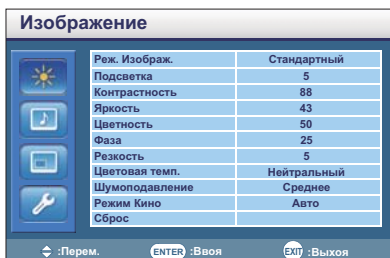 Изображение
Реж. Изображ. Стандартный
Подсветка 5
Контрастность 88
Яркость 43
Цветность 50
Фаза 25
Резкость 5
Цветовая темп. Нейтральный
Шумоподавление Среднее
Режим Кино Авто
Сброс
:Перем. ENTER :Ввоя EXIT :Выхоя